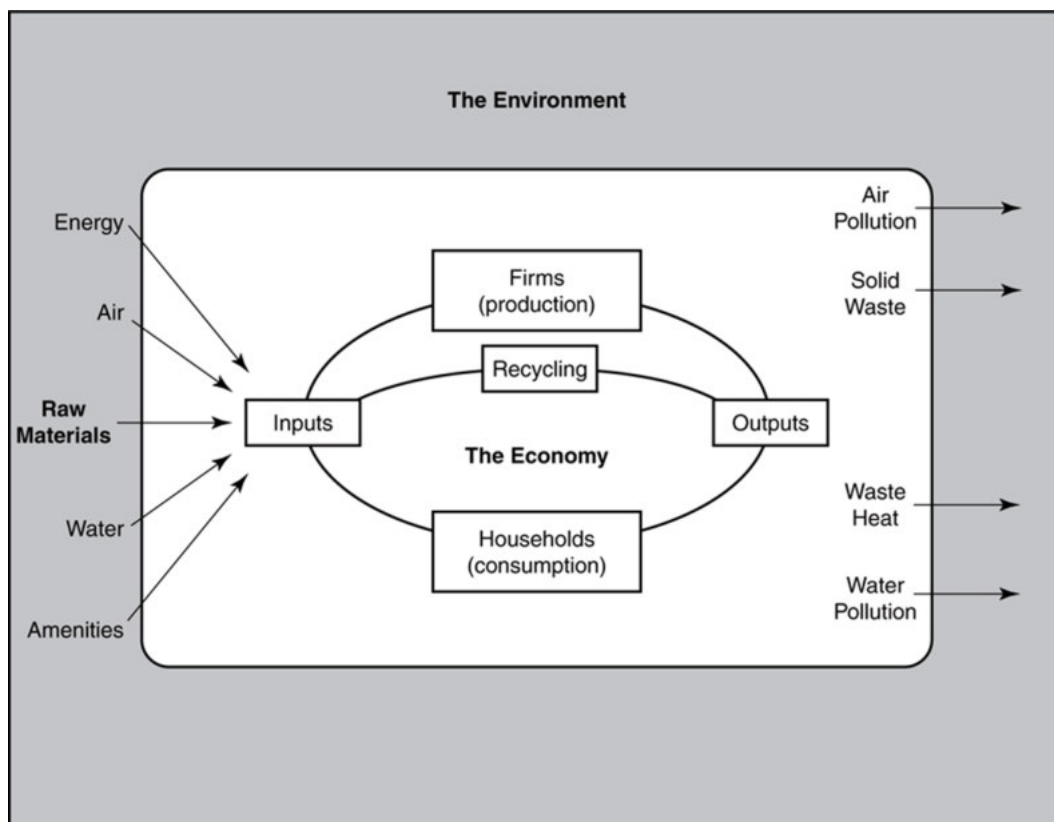 The Environment
Energy
Air
Raw
Materials
Water
Amenities
Inputs
Firms
(production)
Recycling
The Economy
Households
(consumption)
Outputs
Air
Pollution
Solid
Waste
Waste
Heat
Water
Pollution